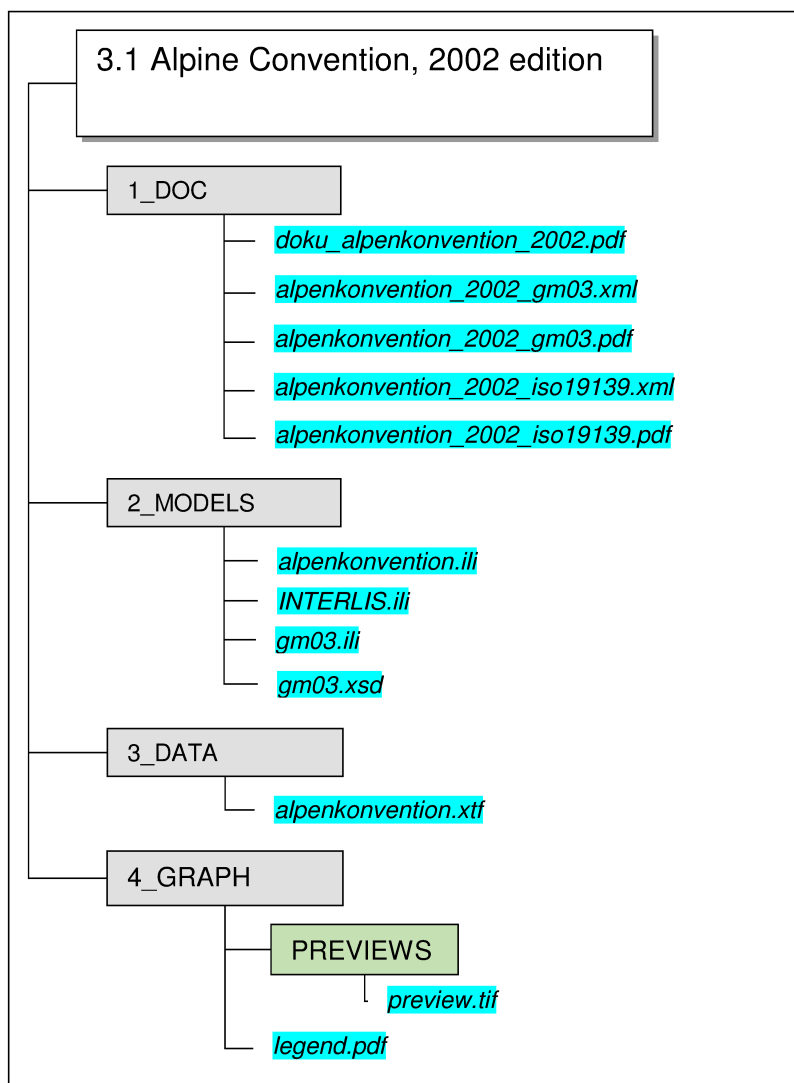 3.1 Alpine Convention, 2002 edition
1_DOC
doku_alpenkonvention_2002.pdf
alpenkonvention_2002_gm03.xml
alpenkonvention_2002_gm03.pdf
alpenkonvention_2002_iso19139.xml
alpenkonvention_2002_iso19139.pdf
2_MODELS
alpenkonvention.ili
INTERLIS.ili
gm03.ili
gm03.xsd
3_DATA
alpenkonvention.xtf
4_GRAPH
PREVIEWS
preview.tif
legend.pdf